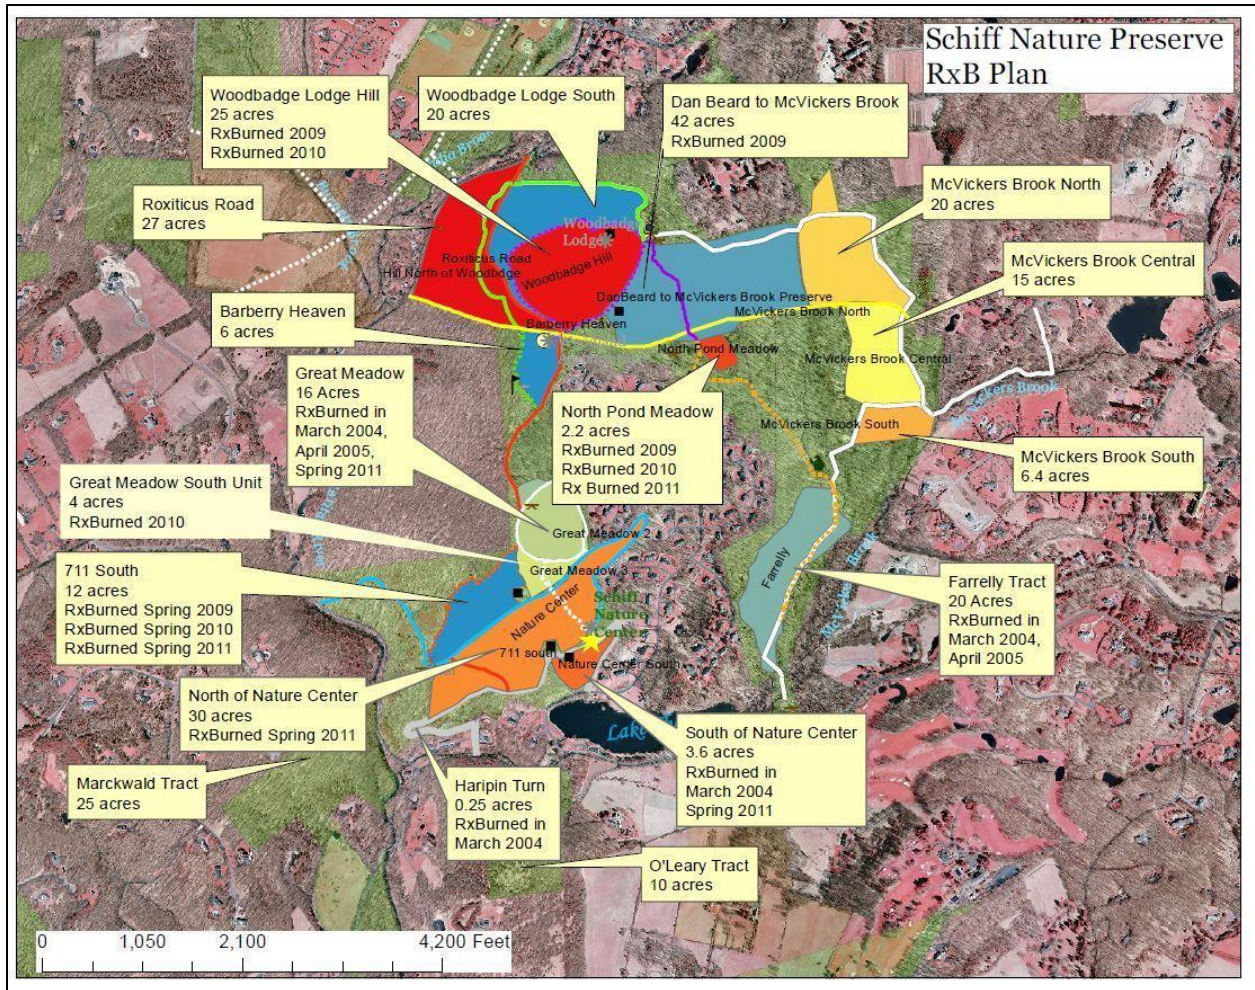 Schiff Nature Preserve
RxB Plan
Woodbadge Lodge Hill
25 acres
RxBurned 2009
RxBurned 2010
Woodbadge Lodge South
20 acres
Dan Beard to McVickers Brook
42 acres
RxBurned 2009
McVickers Brook North
20 acres
Roxiticus Road
27 acres
McVickers Brook Central
15 acres
Barberry Heaven
6 acres
Great Meadow
16 Acres
RxBurned in
March 2004,
April 2005,
Spring 2011
North Pond Meadow
2.2 acres
RxBurned 2009
RxBurned 2010
Rx Burned 2011
McVickers Brook South
6.4 acres
Great Meadow South Unit
4 acres
RxBurned 2010
711 South
12 acres
RxBurned Spring 2009
RxBurned Spring 2010
RxBurned Spring 2011
Farrelly Tract
20 Acres
RxBurned in
March 2004,
April 2005
North of Nature Center
30 acres
RxBurned Spring 2011
South of Nature Center
3.6 acres
RxBurned in
March 2004
Spring 2011
Marckwald Tract
25 acres
Haripin Turn
0.25 acres
RxBurned in
March 2004
O'Leary Tract
10 acres
Woodbadge
Lodge
Roxiticus Road
Hill North of Woodbdge
Woodbadge Hill
DanBeard to McVickers Brook Preserve
McVickers Brook North
Barberry Heaven
North Pond Meadow
McVickers Brook Central
McVickers Brook
McVickers Brook South
Great Meadow 2
Great Meadow 3
Farrelly
Nature Center
Schiff
Nature
Center
711 south
Nature Center South
McVickers Brook
Lake
0 1,050 2,100 4,200 Feet